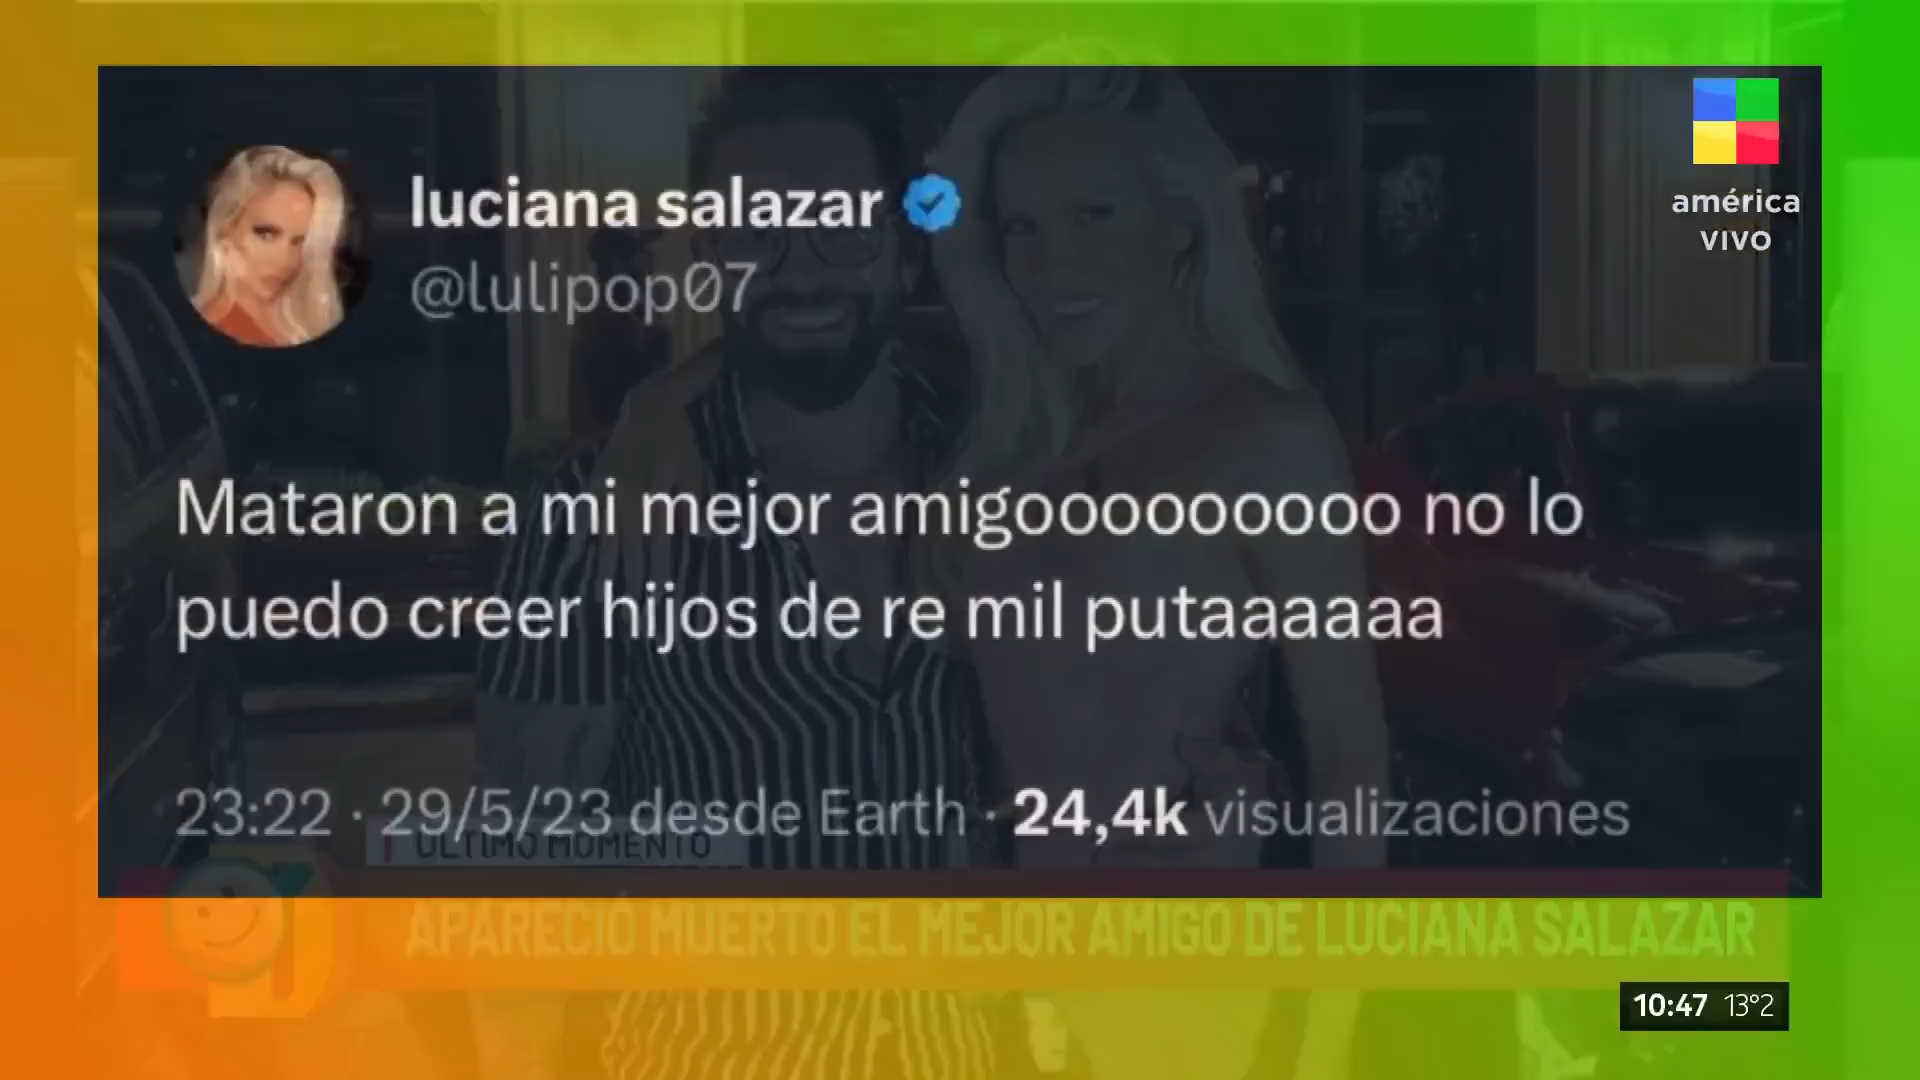 luciana salazar
@lulipop07
américa
VIVO
Mataron a mi mejor amigooooooooo no lo
puedo creer hijos de re mil putaaaaaa
23:22 · 29/5/23 desde Earth · 24,4k visualizaciones
ÚLTIMO MOMENTO
APARECIÓ MUERTO EL MEJOR AMIGO DE LUCIANA SALAZAR
10:47 13°2